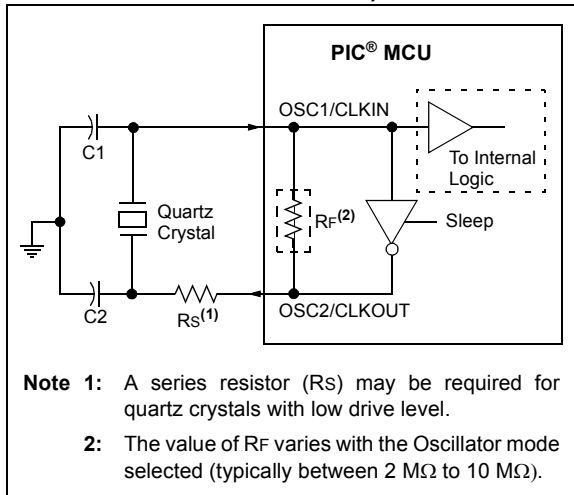 PIC® MCU
OSC1/CLKIN
C1
To Internal
Logic
Quartz
Crystal
RF(2)
Sleep
C2
RS(1)
OSC2/CLKOUT
Note 1: A series resistor (RS) may be required for
quartz crystals with low drive level.
2: The value of RF varies with the Oscillator mode
selected (typically between 2 MΩ to 10 MΩ).